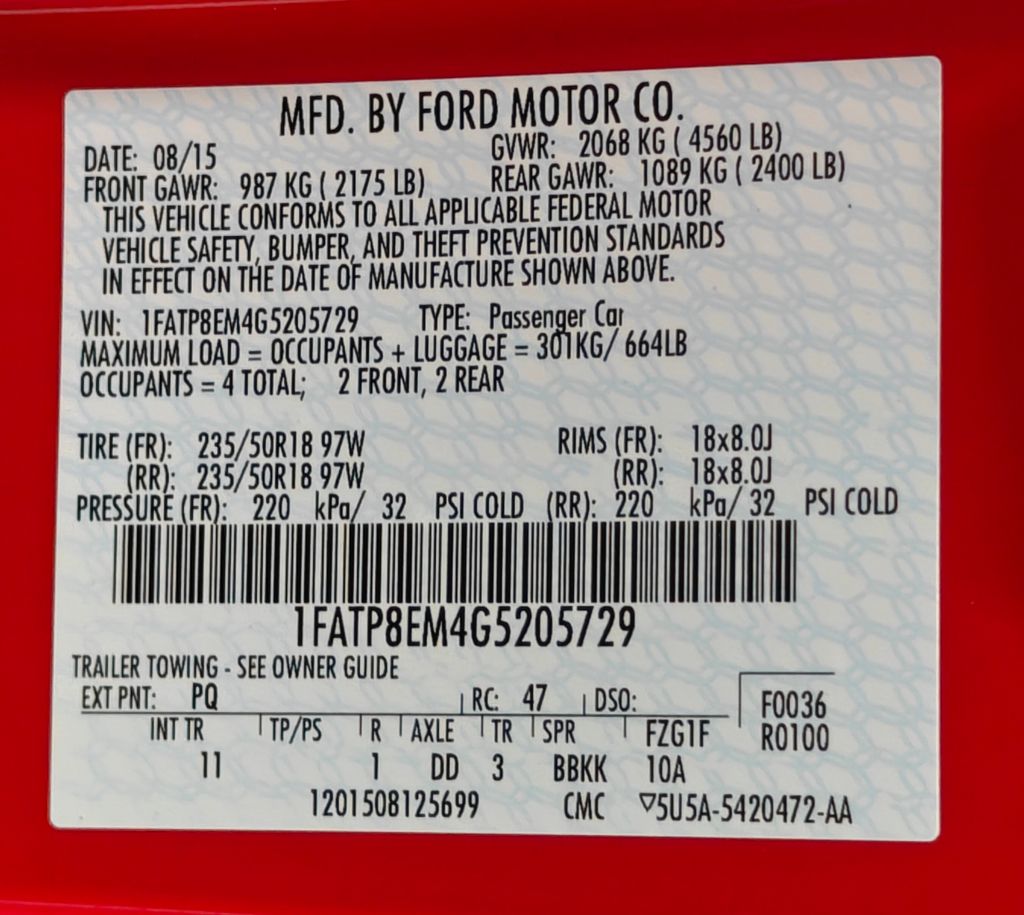 MFD. BY FORD MOTOR CO.
DATE: 08/15 GVWR: 2068 KG ( 4560 LB)
FRONT GAWR: 987 KG ( 2175 LB) REAR GAWR: 1089 KG ( 2400 LB)
THIS VEHICLE CONFORMS TO ALL APPLICABLE FEDERAL MOTOR
VEHICLE SAFETY, BUMPER, AND THEFT PREVENTION STANDARDS
IN EFFECT ON THE DATE OF MANUFACTURE SHOWN ABOVE.
VIN: 1FATP8EM4G5205729 TYPE: Passenger Car
MAXIMUM LOAD = OCCUPANTS + LUGGAGE = 301KG/ 664LB
OCCUPANTS = 4 TOTAL; 2 FRONT, 2 REAR
TIRE (FR): 235/50R18 97W RIMS (FR): 18x8.0J
(RR): 235/50R18 97W (RR): 18x8.0J
PRESSURE (FR): 220 kPa/ 32 PSI COLD (RR): 220 kPa/ 32 PSI COLD
1FATP8EM4G5205729
TRAILER TOWING - SEE OWNER GUIDE
EXT PNT: PQ RC: 47 DSO: F0036
INT TR TP/PS R AXLE TR SPR FZG1F R0100
11 1 DD 3 BBKK 10A
1201508125699 CMC ▽5U5A-5420472-AA